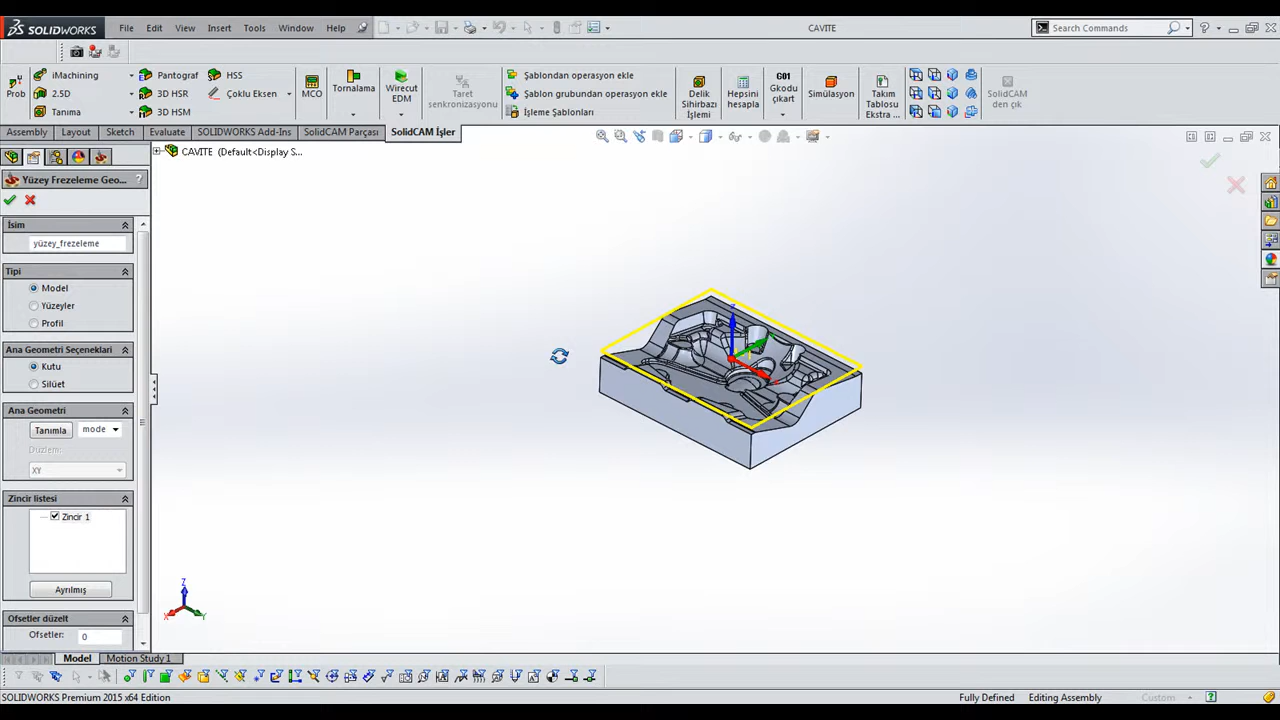 SOLIDWORKS File Edit View Insert Tools Window Help CAVITE Search Commands
Prob
iMachining
2.5D
Tanıma
Pantograf
3D HSR
3D HSM
HSS
Çoklu Eksen
MCO
Tornalama
Wirecut EDM
Taret senkronizasyonu
Şablondan operasyon ekle
Şablon grubundan operasyon ekle
İşleme Şablonları
Delik Sihirbazı İşlemi
Hepsini hesapla
G01
Gkodu çıkart
Simülasyon
Takım Tablosu Ekstra ...
SolidCAM den çık
Assembly Layout Sketch Evaluate SOLIDWORKS Add-Ins SolidCAM Parçası SolidCAM İşler
CAVITE (Default<Display S...
Yüzey Frezeleme Geo... ?
İsim
yüzey_frezeleme
Tipi
Model
Yüzeyler
Profil
Ana Geometri Seçenekleri
Kutu
Silüet
Ana Geometri
Tanımla mode
Düzlem:
XY
Zincir listesi
Zincir 1
Ayrılmış
Ofsetler düzelt
Ofsetler: 0
Z
X
Y
Model Motion Study 1
SOLIDWORKS Premium 2015 x64 Edition Fully Defined Editing Assembly Custom